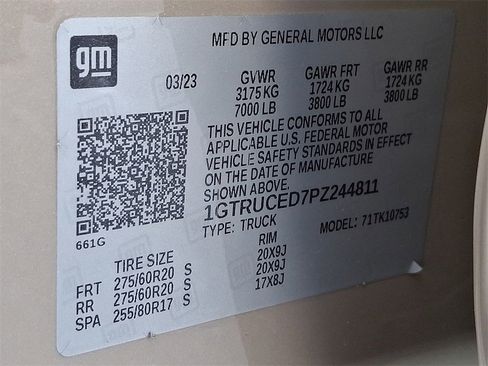 gm
MFD BY GENERAL MOTORS LLC
03/23 GVWR GAWR FRT GAWR RR
3175 KG 1724 KG 1724 KG
7000 LB 3800 LB 3800 LB
THIS VEHICLE CONFORMS TO ALL
APPLICABLE U.S. FEDERAL MOTOR
VEHICLE SAFETY STANDARDS IN EFFECT
ON THE DATE OF MANUFACTURE
SHOWN ABOVE.
1GTRUCED7PZ244811
661G
TYPE: TRUCK MODEL: 71TK10753
TIRE SIZE RIM
FRT 275/60R20 S 20X9J
RR 275/60R20 S 20X9J
SPA 255/80R17 S 17X8J